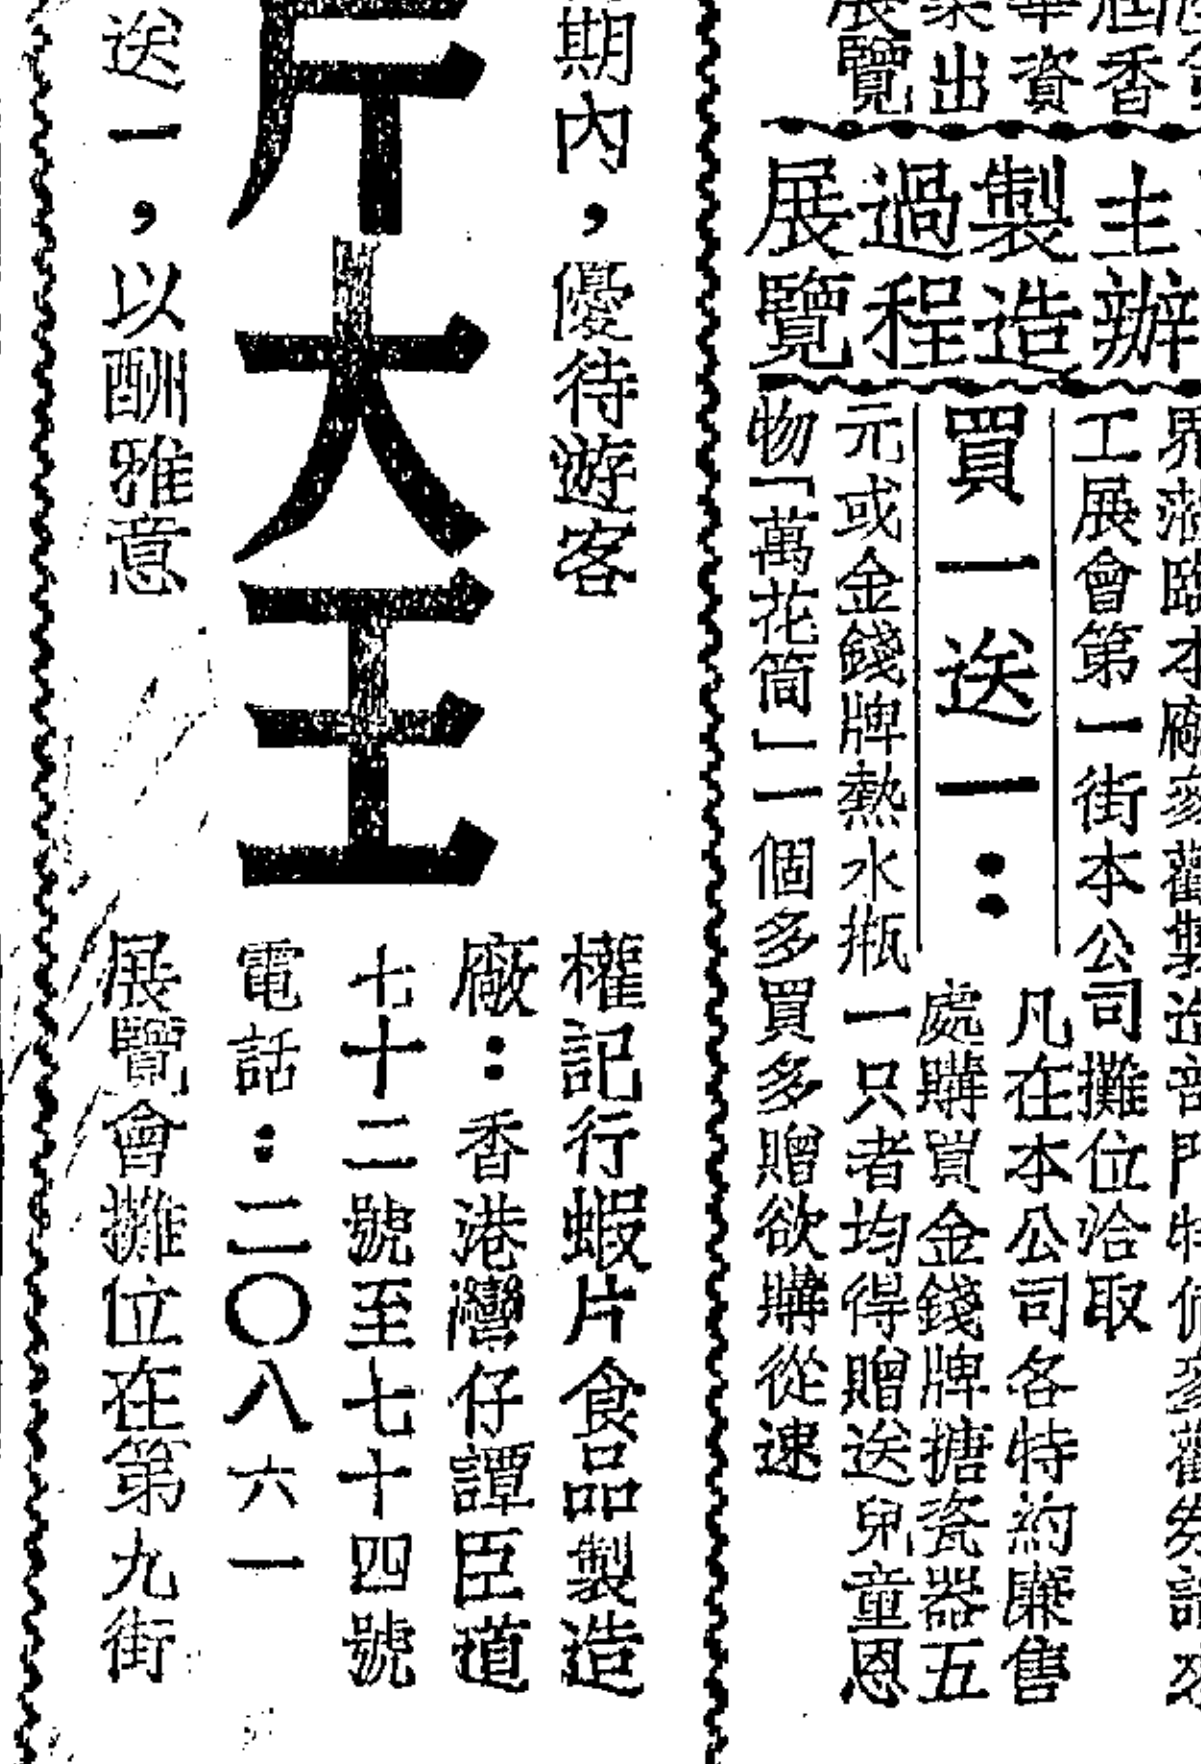 香
華資
業出
展覽
主辦
製造
過程
展覽
工展會第一街本公司攤位洽取
買一送一：
凡在本公司各特約廉售
處購買金錢牌搪瓷器五
元或金錢牌熱水瓶一只者均得贈送兒童恩
物「萬花筒」一個多買多贈欲購從速
期內，優待遊客
片大王
送一，以酬雅意
權記行蝦片食品製造
廠：香港灣仔譚臣道
七十二號至七十四號
電話：二〇八六一
展覽會攤位在第九街